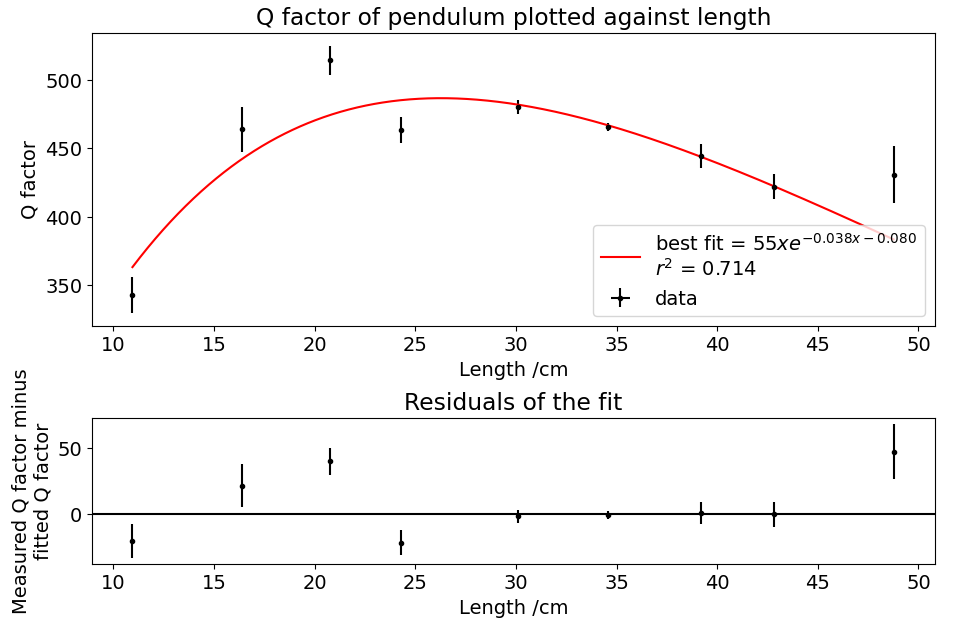 Q factor of pendulum plotted against length
Q factor
500
450
400
350
best fit = 55xe^{-0.038x-0.080}
r^2 = 0.714
data
10 15 20 25 30 35 40 45 50
Length /cm
Residuals of the fit
Measured Q factor minus
fitted Q factor
50
0
10 15 20 25 30 35 40 45 50
Length /cm